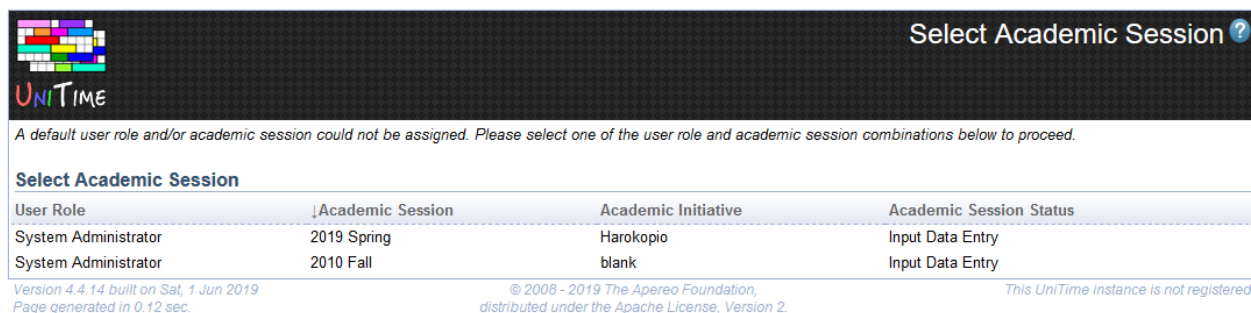 Select Academic Session ?
UniTime
A default user role and/or academic session could not be assigned. Please select one of the user role and academic session combinations below to proceed.
Select Academic Session
User Role ↓Academic Session Academic Initiative Academic Session Status
System Administrator 2019 Spring Harokopio Input Data Entry
System Administrator 2010 Fall blank Input Data Entry
Version 4.4.14 built on Sat, 1 Jun 2019 © 2008 - 2019 The Apereo Foundation, This UniTime instance is not registered
Page generated in 0.12 sec. distributed under the Apache License, Version 2.